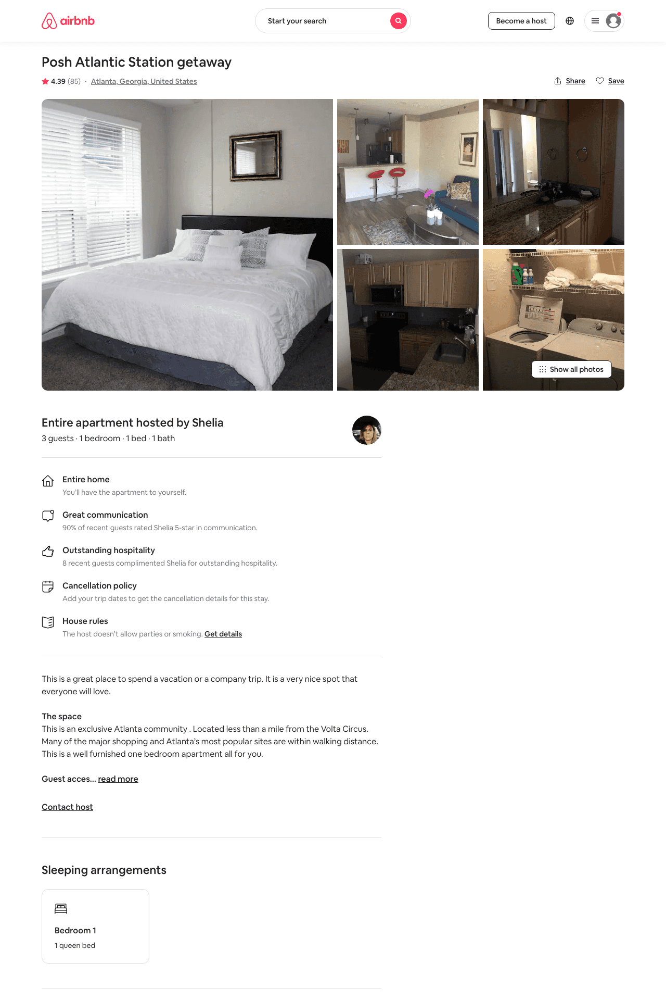 airbnb
Start your search
Become a host
Posh Atlantic Station getaway
4.39 (85) · Atlanta, Georgia, United States
Share
Save
Show all photos
Entire apartment hosted by Shelia
3 guests · 1 bedroom · 1 bed · 1 bath
Entire home
You’ll have the apartment to yourself.
Great communication
90% of recent guests rated Shelia 5-star in communication.
Outstanding hospitality
8 recent guests complimented Shelia for outstanding hospitality.
Cancellation policy
Add your trip dates to get the cancellation details for this stay.
House rules
The host doesn’t allow parties or smoking. Get details
This is a great place to spend a vacation or a company trip. It is a very nice spot that
everyone will love.
The space
This is an exclusive Atlanta community . Located less than a mile from the Volta Circus.
Many of the major shopping and Atlanta’s most popular sites are within walking distance.
This is a well furnished one bedroom apartment all for you.
Guest acces... read more
Contact host
Sleeping arrangements
Bedroom 1
1 queen bed